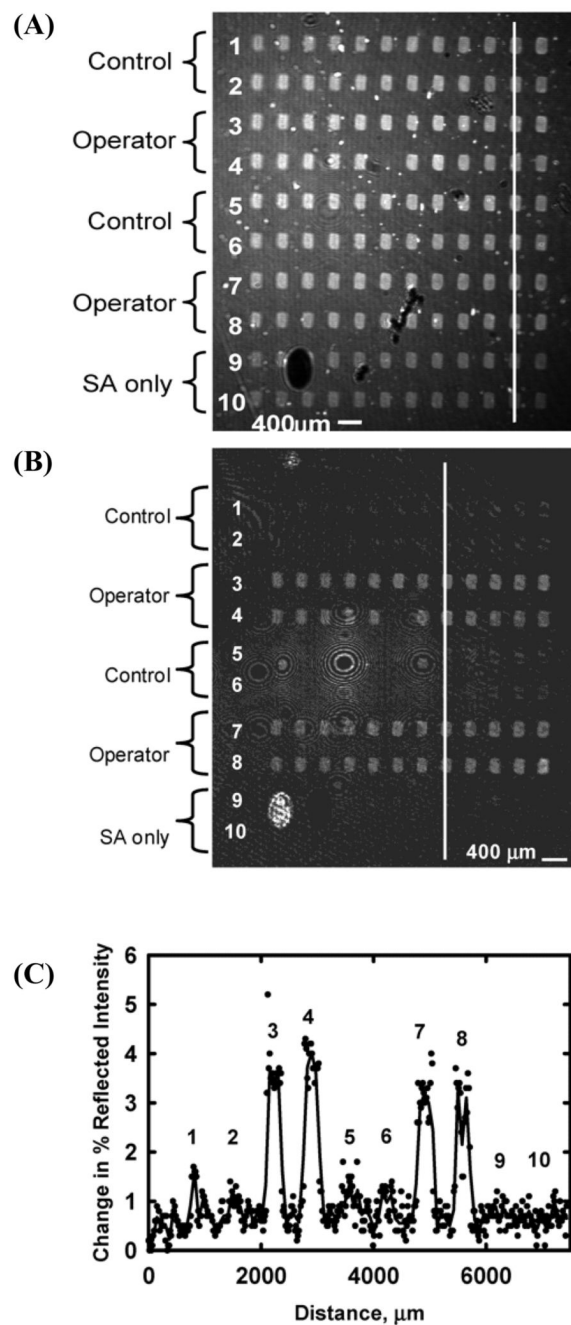 (A)
Control
1
2
Operator
3
4
Control
5
6
Operator
7
8
SA only
9
10
400µm
(B)
Control
1
2
Operator
3
4
Control
5
6
Operator
7
8
SA only
9
10
400 µm
(C)
Change in % Reflected Intensity
6
5
4
3
2
1
0
1
2
3
4
5
6
7
8
9
10
0
2000
4000
6000
Distance, µm